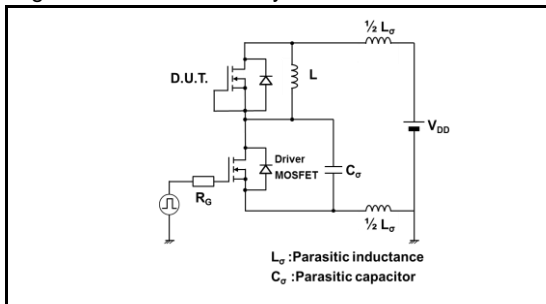 ½ Lσ
D.U.T.
L
VDD
Driver
MOSFET
Cσ
RG
½ Lσ
Lσ :Parasitic inductance
Cσ :Parasitic capacitor